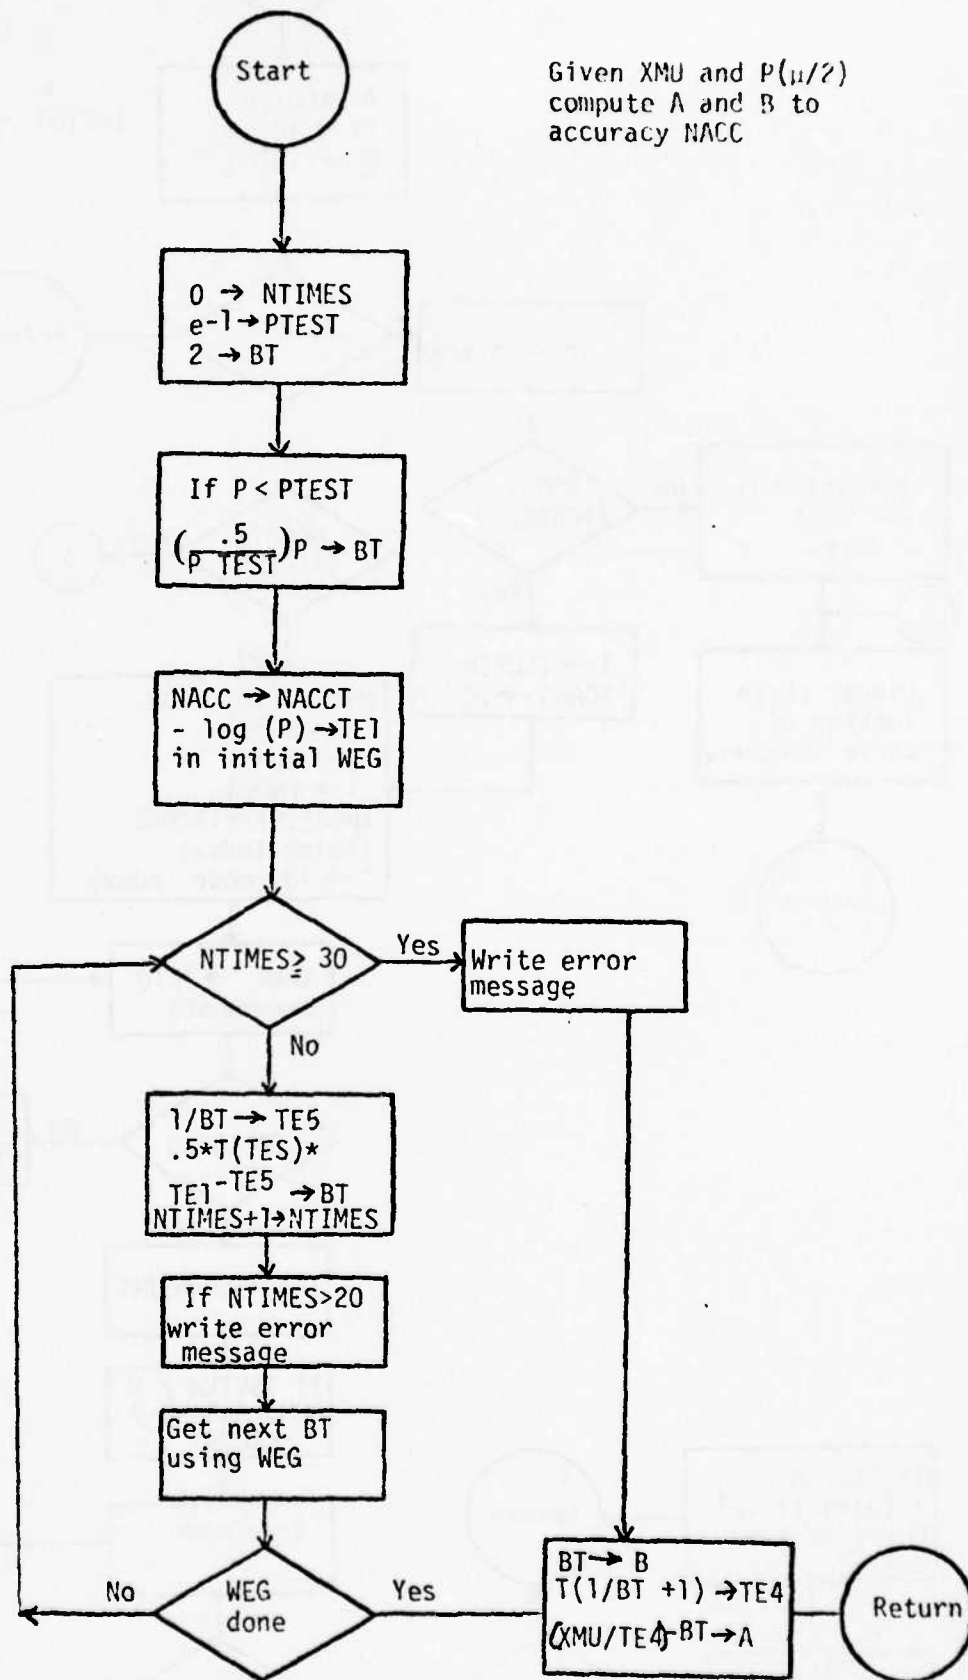 Start
Given XMU and P(μ/2)
compute A and B to
accuracy NACC
0 → NTIMES
e-1 → PTEST
2 → BT
If P < PTEST
(.5
P TEST)P → BT
NACC → NACCT
- log (P) → TE1
in initial WEG
NTIMES ≥ 30
Yes
Write error
message
No
1/BT → TE5
.5*T(TES)*
TE1-TE5 → BT
NTIMES+1→NTIMES
If NTIMES>20
write error
message
Get next BT
using WEG
No
WEG
done
Yes
BT → B
T(1/BT +1) → TE4
(XMU/TE4)-BT → A
Return